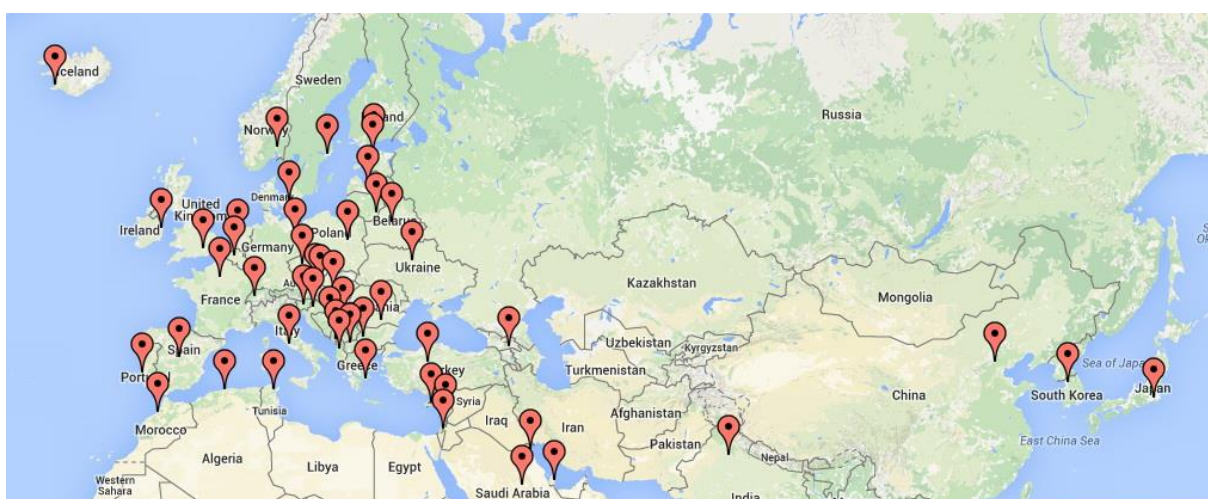 Iceland
Sweden
Finland
Norway
Russia
Denmark
United
Kingdom
Ireland
Belarus
Poland
Germany
Ukraine
Kazakhstan
Mongolia
France
Italy
Spain
Portugal
Greece
Turkey
Uzbekistan
Kyrgyzstan
Turkmenistan
Sea of Japan
China
South Korea
Japan
Syria
Tunisia
Afghanistan
Morocco
Iraq
Iran
Pakistan
East China Sea
Algeria
Libya
Egypt
Nepal
Western
Sahara
Saudi Arabia
India